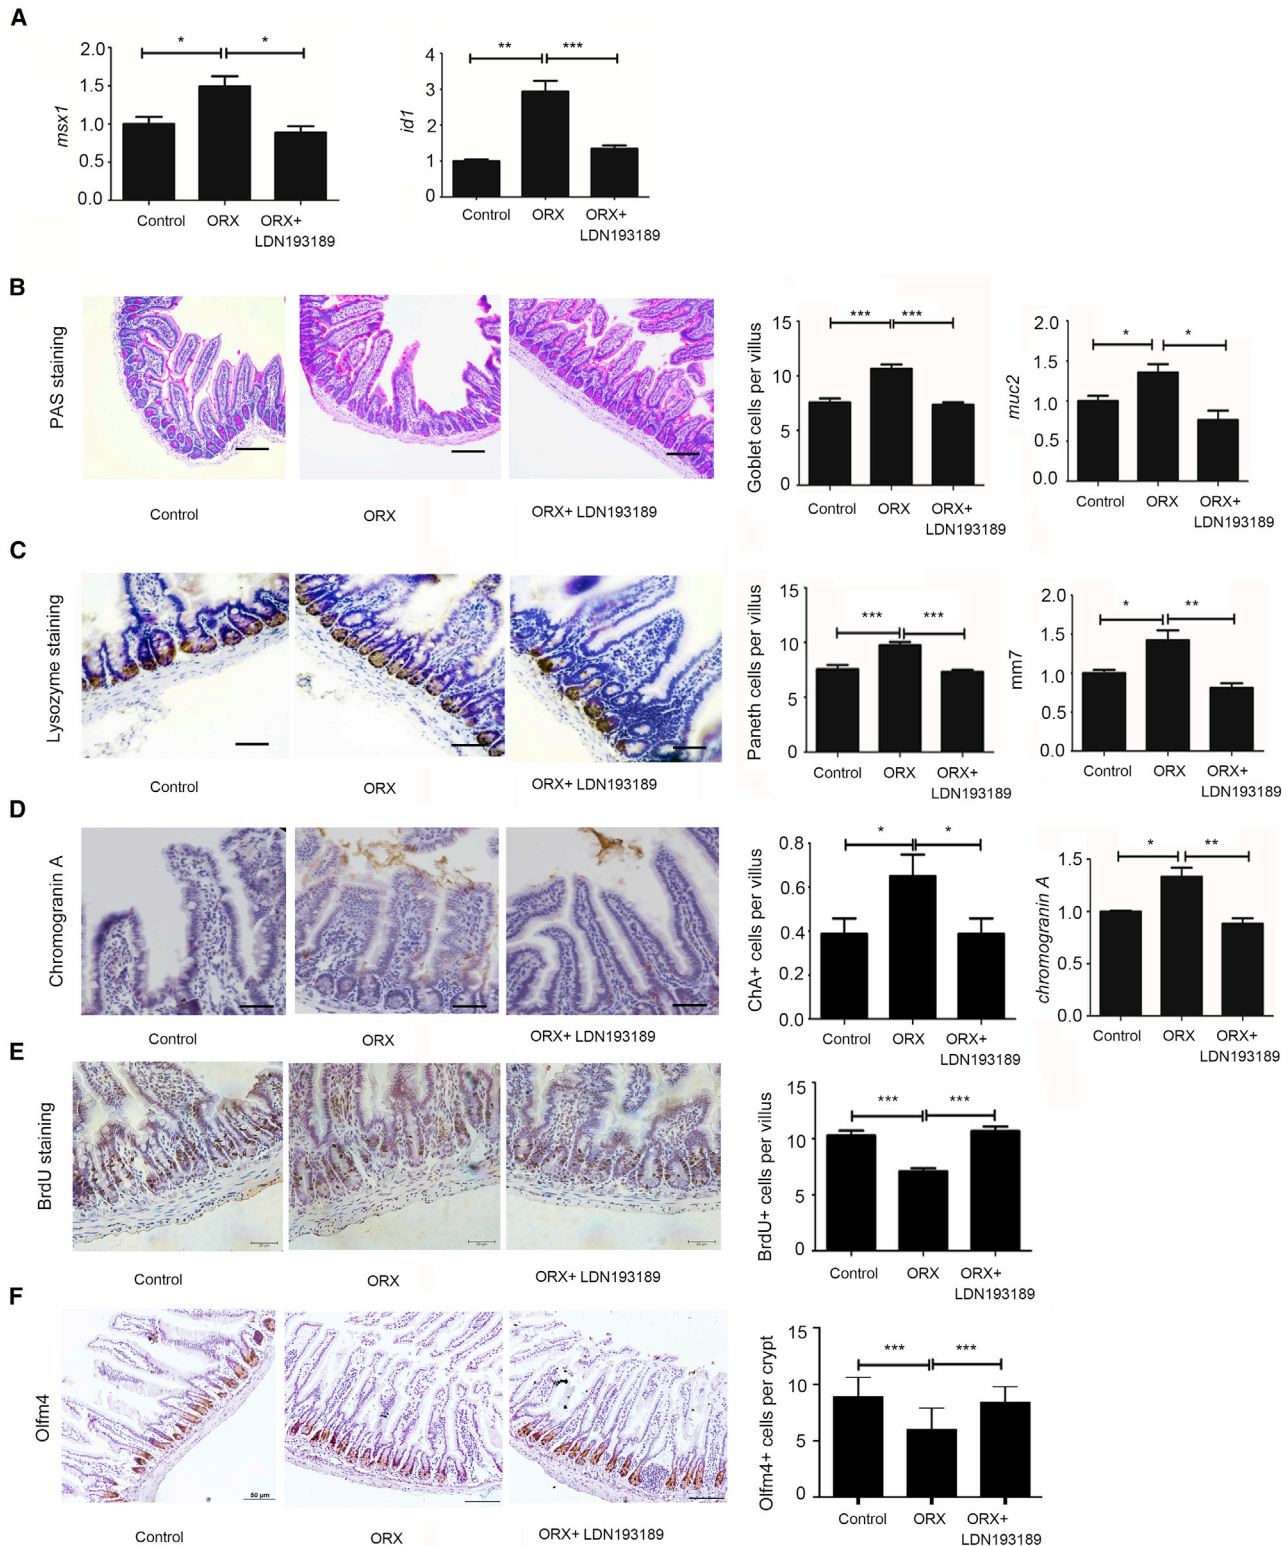 A
msx1
2.0
1.5
1.0
0.5
0.0
*
*
Control
ORX
ORX+
LDN193189
id1
4
3
2
1
0
**
***
Control
ORX
ORX+
LDN193189
B
PAS staining
Control
ORX
ORX+ LDN193189
Goblet cells per villus
15
10
5
0
***
***
Control
ORX
ORX+
LDN193189
muc2
2.0
1.5
1.0
0.5
0.0
*
*
Control
ORX
ORX+
LDN193189
C
Lysozyme staining
Control
ORX
ORX+ LDN193189
Paneth cells per villus
15
10
5
0
***
***
Control
ORX
ORX+
LDN193189
mm7
2.0
1.5
1.0
0.5
0.0
*
**
Control
ORX
ORX+
LDN193189
D
Chromogranin A
Control
ORX
ORX+ LDN193189
ChA+ cells per villus
0.8
0.6
0.4
0.2
0.0
*
*
Control
ORX
ORX+
LDN193189
chromogranin A
1.5
1.0
0.5
0.0
*
**
Control
ORX
ORX+
LDN193189
E
BrdU staining
Control
ORX
ORX+ LDN193189
BrdU+ cells per villus
15
10
5
0
***
***
Control
ORX
ORX+
LDN193189
F
Olfm4
50 µm
Control
ORX
ORX+ LDN193189
Olfm4+ cells per crypt
15
10
5
0
***
***
Control
ORX
ORX+
LDN193189